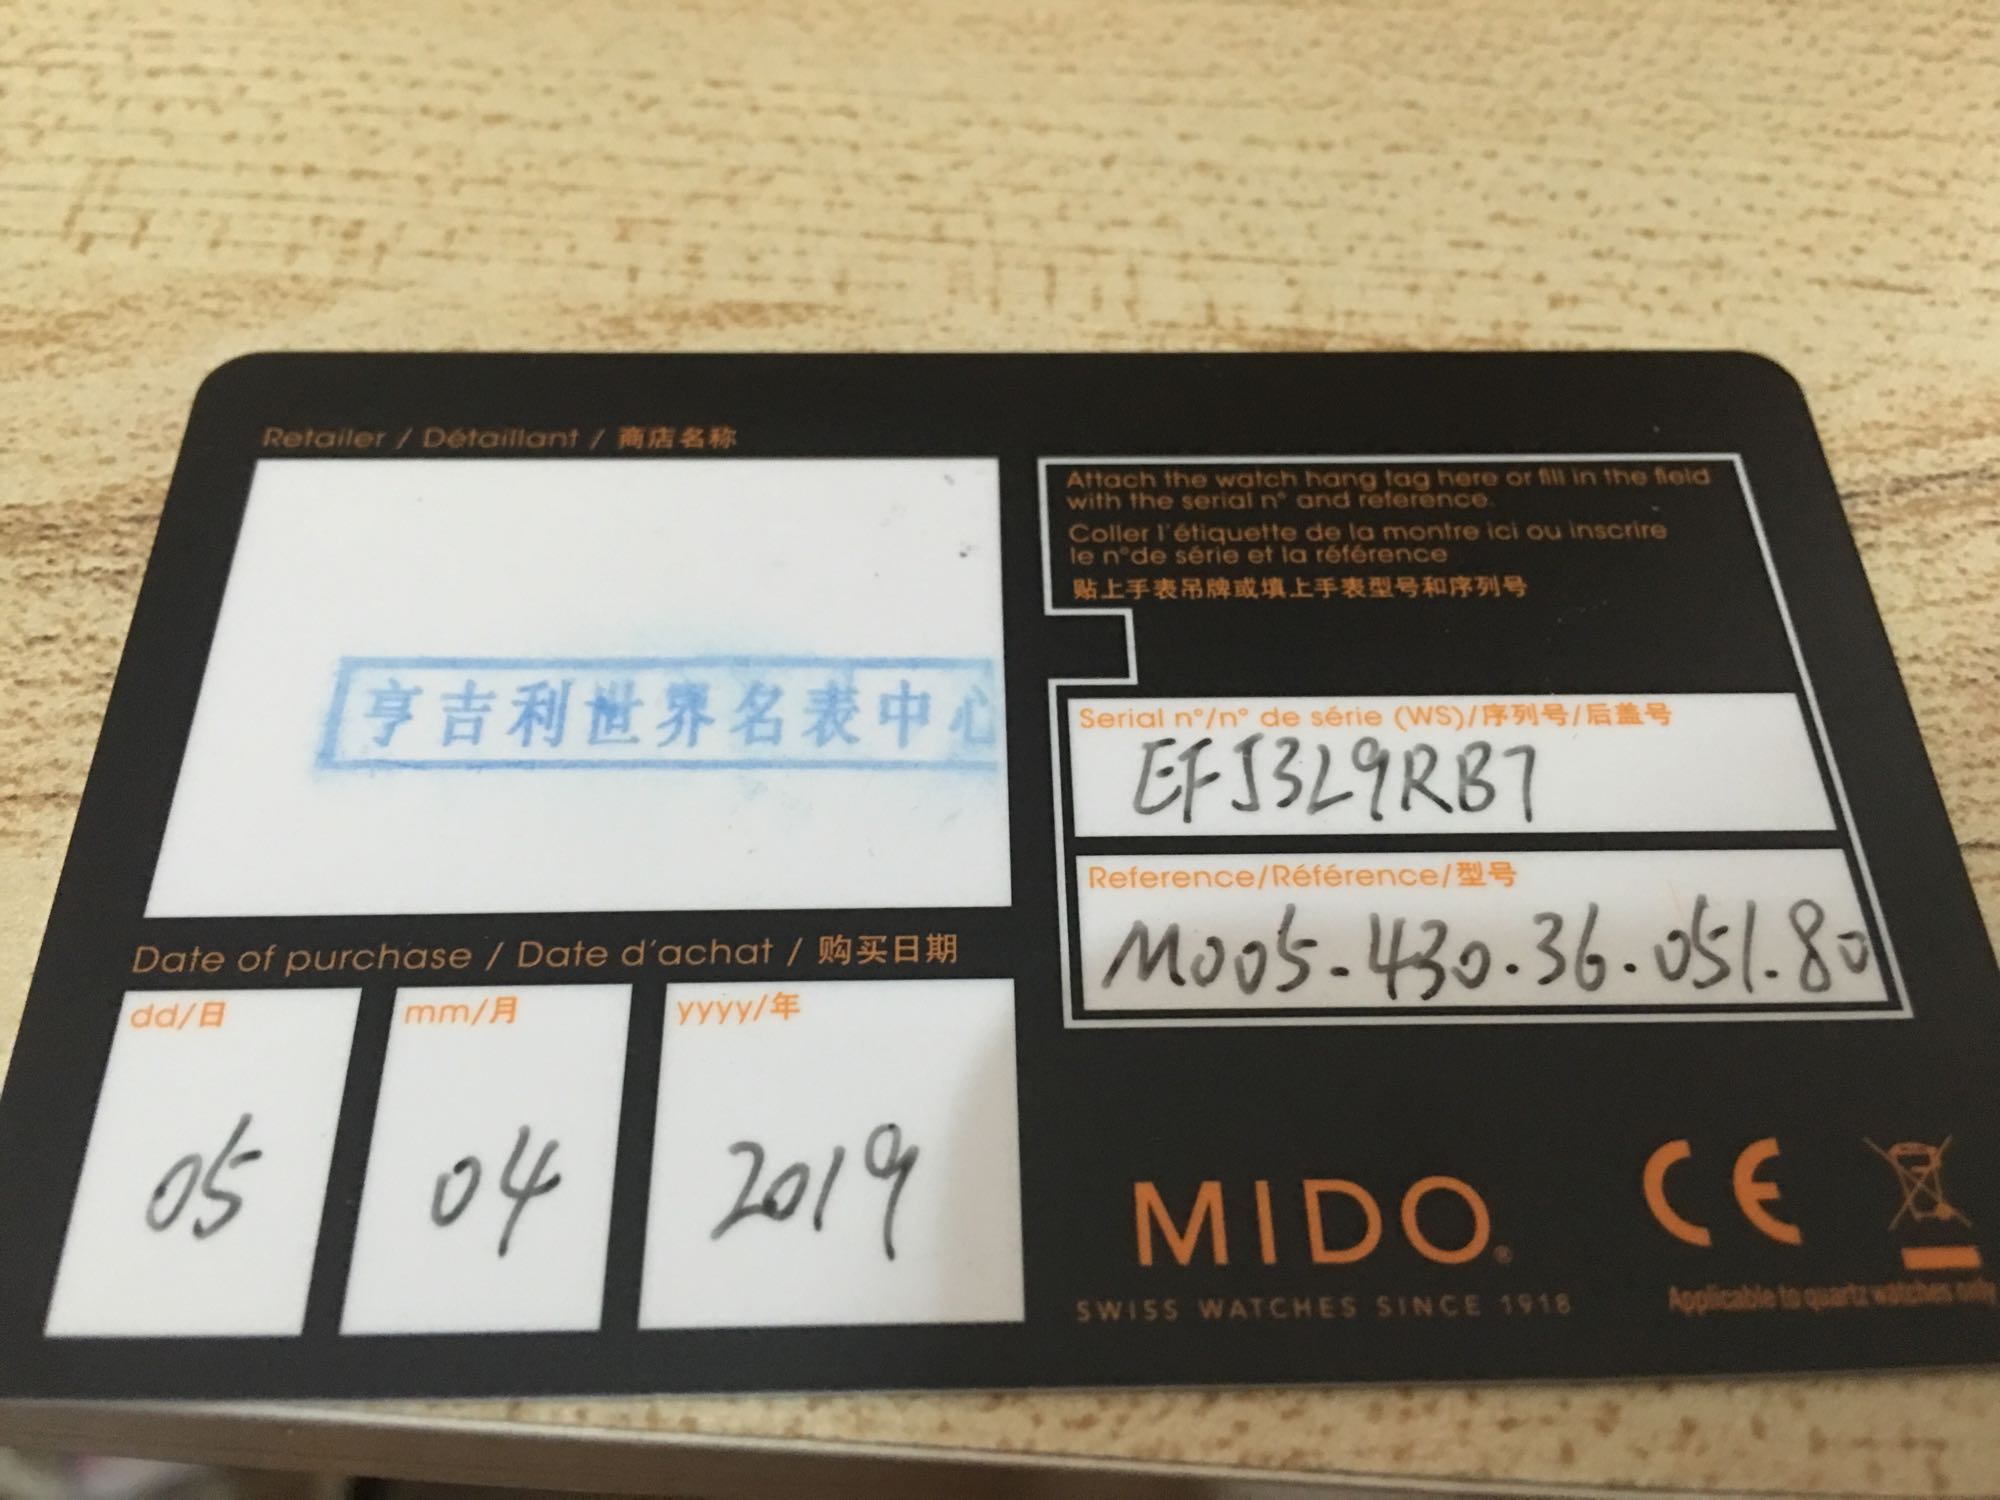 Retailer / Détaillant / 商店名称
亨吉利世界名表中心
Date of purchase / Date d'achat / 购买日期
dd/日
05
mm/月
04
yyyy/年
2019
Attach the watch hang tag here or fill in the field
with the serial n° and reference.
Coller l'étiquette de la montre ici ou inscrire
le n°de série et la référence
贴上手表吊牌或填上手表型号和序列号
Serial n°/n° de série (WS)/序列号/后盖号
EFJ3L9RB7
Reference/Référence/型号
M005.430.36.051.80
MIDO®
SWISS WATCHES SINCE 1918
CE
Applicable to quartz watches only